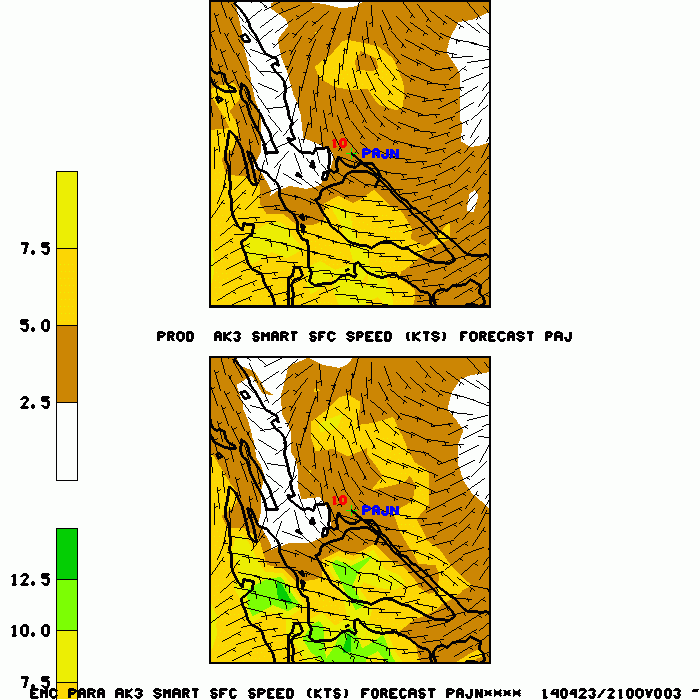 10
PAJN
7.5
5.0
2.5
PROD AK3 SMART SFC SPEED (KTS) FORECAST PAJ
10
PAJN
12.5
10.0
7.5
EMC PARA AK3 SMART SFC SPEED (KTS) FORECAST PAJN**** 140423/2100V003